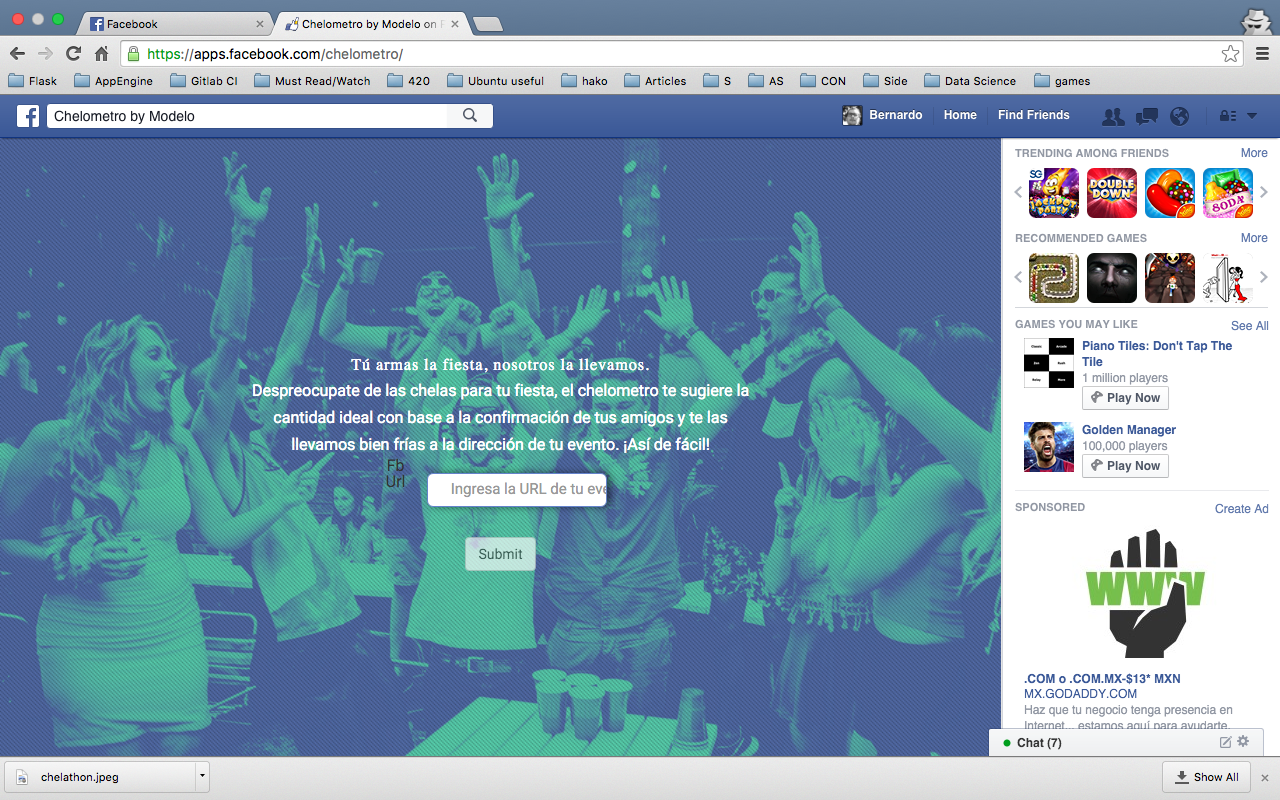 Facebook
Chelometro by Modelo on F
https://apps.facebook.com/chelometro/
Flask
AppEngine
Gitlab CI
Must Read/Watch
420
Ubuntu useful
hako
Articles
S
AS
CON
Side
Data Science
games
Chelometro by Modelo
Bernardo
Home
Find Friends
Tú armas la fiesta, nosotros la llevamos.
Despreocupate de las chelas para tu fiesta, el chelometro te sugiere la
cantidad ideal con base a la confirmación de tus amigos y te las
llevamos bien frías a la dirección de tu evento. ¡Así de fácil!
Fb
Url
Ingresa la URL de tu eve
Submit
TRENDING AMONG FRIENDS
More
SG
JACKPOT
PARTY
DOUBLE
DOWN
SODA
RECOMMENDED GAMES
More
GAMES YOU MAY LIKE
See All
Piano Tiles: Don't Tap The
Tile
1 million players
Play Now
Golden Manager
100,000 players
Play Now
SPONSORED
Create Ad
WWW
.COM o .COM.MX-$13* MXN
MX.GODADDY.COM
Haz que tu negocio tenga presencia en
Internet... estamos aquí para ayudarte.
Chat (7)
chelathon.jpeg
Show All